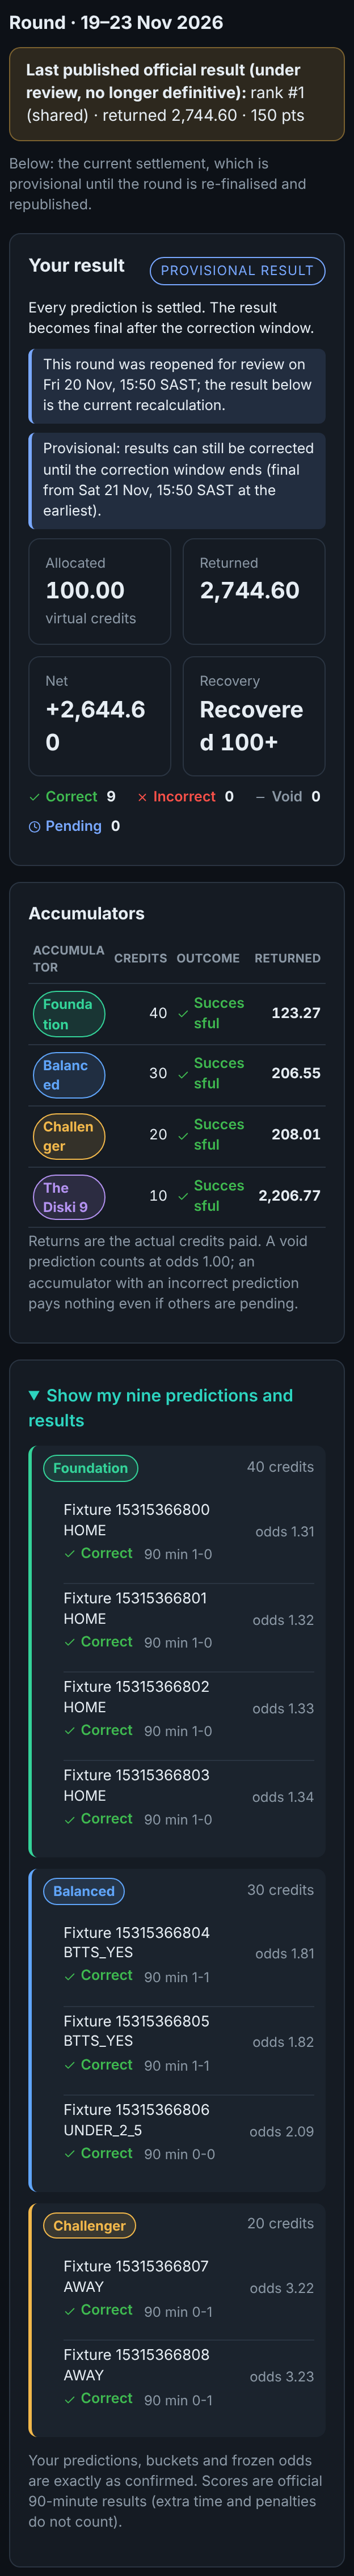 Round · 19–23 Nov 2026
Last published official result (under
review, no longer definitive): rank #1
(shared) · returned 2,744.60 · 150 pts
Below: the current settlement, which is
provisional until the round is re-finalised and
republished.
Your result
PROVISIONAL RESULT
Every prediction is settled. The result
becomes final after the correction window.
This round was reopened for review on
Fri 20 Nov, 15:50 SAST; the result below
is the current recalculation.
Provisional: results can still be corrected
until the correction window ends (final
from Sat 21 Nov, 15:50 SAST at the
earliest).
Allocated
100.00
virtual credits
Returned
2,744.60
Net
+2,644.6
0
Recovery
Recovere
d 100+
✓ Correct 9 × Incorrect 0 – Void 0
Pending 0
Accumulators
ACCUMULA
TOR
CREDITS OUTCOME RETURNED
Founda
tion
40 ✓ Succes
sful
123.27
Balanc
ed
30 ✓ Succes
sful
206.55
Challen
ger
20 ✓ Succes
sful
208.01
The
Diski 9
10 ✓ Succes
sful
2,206.77
Returns are the actual credits paid. A void
prediction counts at odds 1.00; an
accumulator with an incorrect prediction
pays nothing even if others are pending.
▼ Show my nine predictions and
results
Foundation 40 credits
Fixture 15315366800
HOME
odds 1.31
✓ Correct 90 min 1-0
Fixture 15315366801
HOME
odds 1.32
✓ Correct 90 min 1-0
Fixture 15315366802
HOME
odds 1.33
✓ Correct 90 min 1-0
Fixture 15315366803
HOME
odds 1.34
✓ Correct 90 min 1-0
Balanced 30 credits
Fixture 15315366804
BTTS_YES
odds 1.81
✓ Correct 90 min 1-1
Fixture 15315366805
BTTS_YES
odds 1.82
✓ Correct 90 min 1-1
Fixture 15315366806
UNDER_2_5
odds 2.09
✓ Correct 90 min 0-0
Challenger 20 credits
Fixture 15315366807
AWAY
odds 3.22
✓ Correct 90 min 0-1
Fixture 15315366808
AWAY
odds 3.23
✓ Correct 90 min 0-1
Your predictions, buckets and frozen odds
are exactly as confirmed. Scores are official
90-minute results (extra time and penalties
do not count).